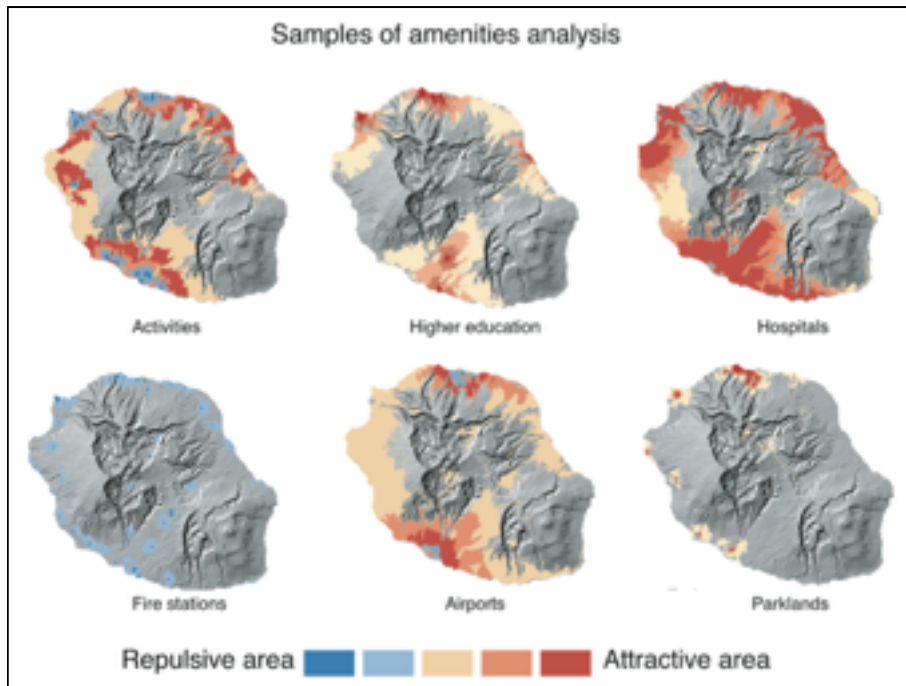 Samples of amenities analysis
Activities
Higher education
Hospitals
Fire stations
Airports
Parklands
Repulsive area
Attractive area